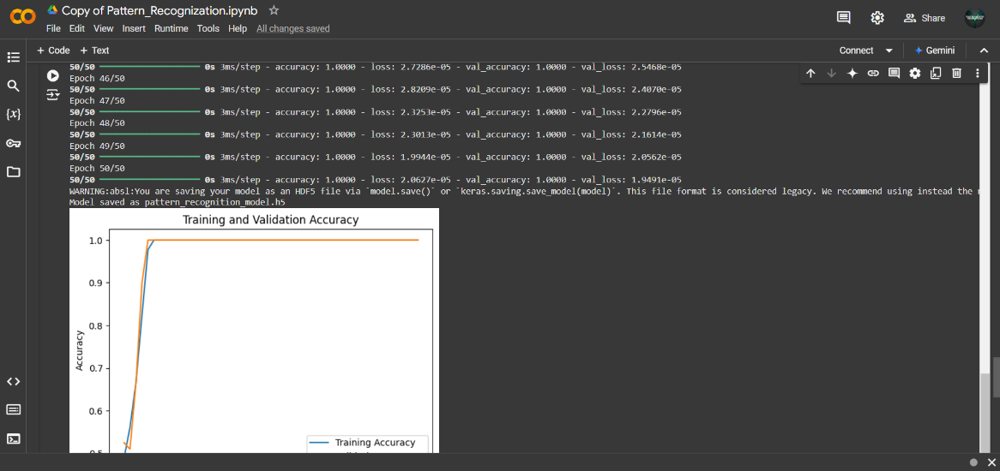 Copy of Pattern_Recognization.ipynb
File Edit View Insert Runtime Tools Help All changes saved
Share
+ Code + Text
Connect
Gemini
50/50 0s 3ms/step - accuracy: 1.0000 - loss: 2.7286e-05 - val_accuracy: 1.0000 - val_loss: 2.5468e-05
Epoch 46/50
50/50 0s 3ms/step - accuracy: 1.0000 - loss: 2.8209e-05 - val_accuracy: 1.0000 - val_loss: 2.4070e-05
Epoch 47/50
50/50 0s 3ms/step - accuracy: 1.0000 - loss: 2.3253e-05 - val_accuracy: 1.0000 - val_loss: 2.2796e-05
Epoch 48/50
50/50 0s 3ms/step - accuracy: 1.0000 - loss: 2.3013e-05 - val_accuracy: 1.0000 - val_loss: 2.1614e-05
Epoch 49/50
50/50 0s 3ms/step - accuracy: 1.0000 - loss: 1.9944e-05 - val_accuracy: 1.0000 - val_loss: 2.0562e-05
Epoch 50/50
50/50 0s 3ms/step - accuracy: 1.0000 - loss: 2.0627e-05 - val_accuracy: 1.0000 - val_loss: 1.9491e-05
WARNING:absl:You are saving your model as an HDF5 file via `model.save()` or `keras.saving.save_model(model)`. This file format is considered legacy. We recommend using instead the
Model saved as pattern_recognition_model.h5
Training and Validation Accuracy
1.0
0.9
0.8
0.7
0.6
0.5
Accuracy
Training Accuracy